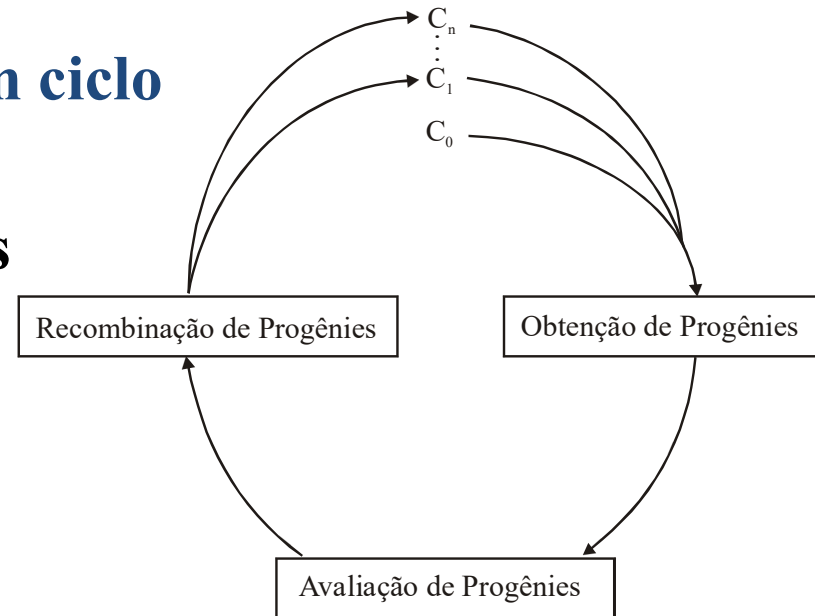 n ciclo
s
Cₙ
C₁
C₀
Recombinação de Progênies
Obtenção de Progênies
Avaliação de Progênies